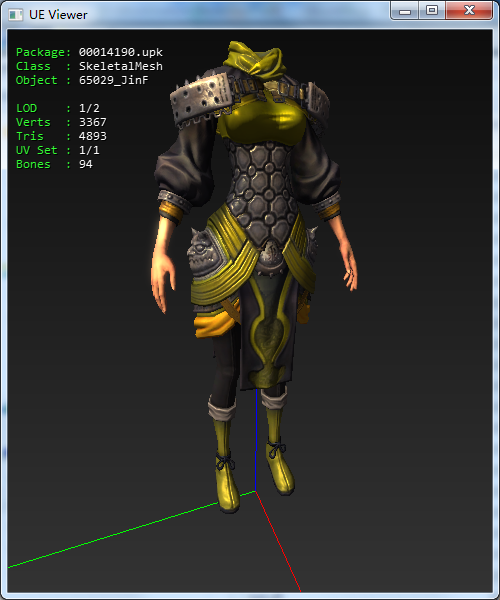 UE Viewer
Package: 00014190.upk
Class : SkeletalMesh
Object : 65029_JinF
LOD : 1/2
Verts : 3367
Tris : 4893
UV Set : 1/1
Bones : 94